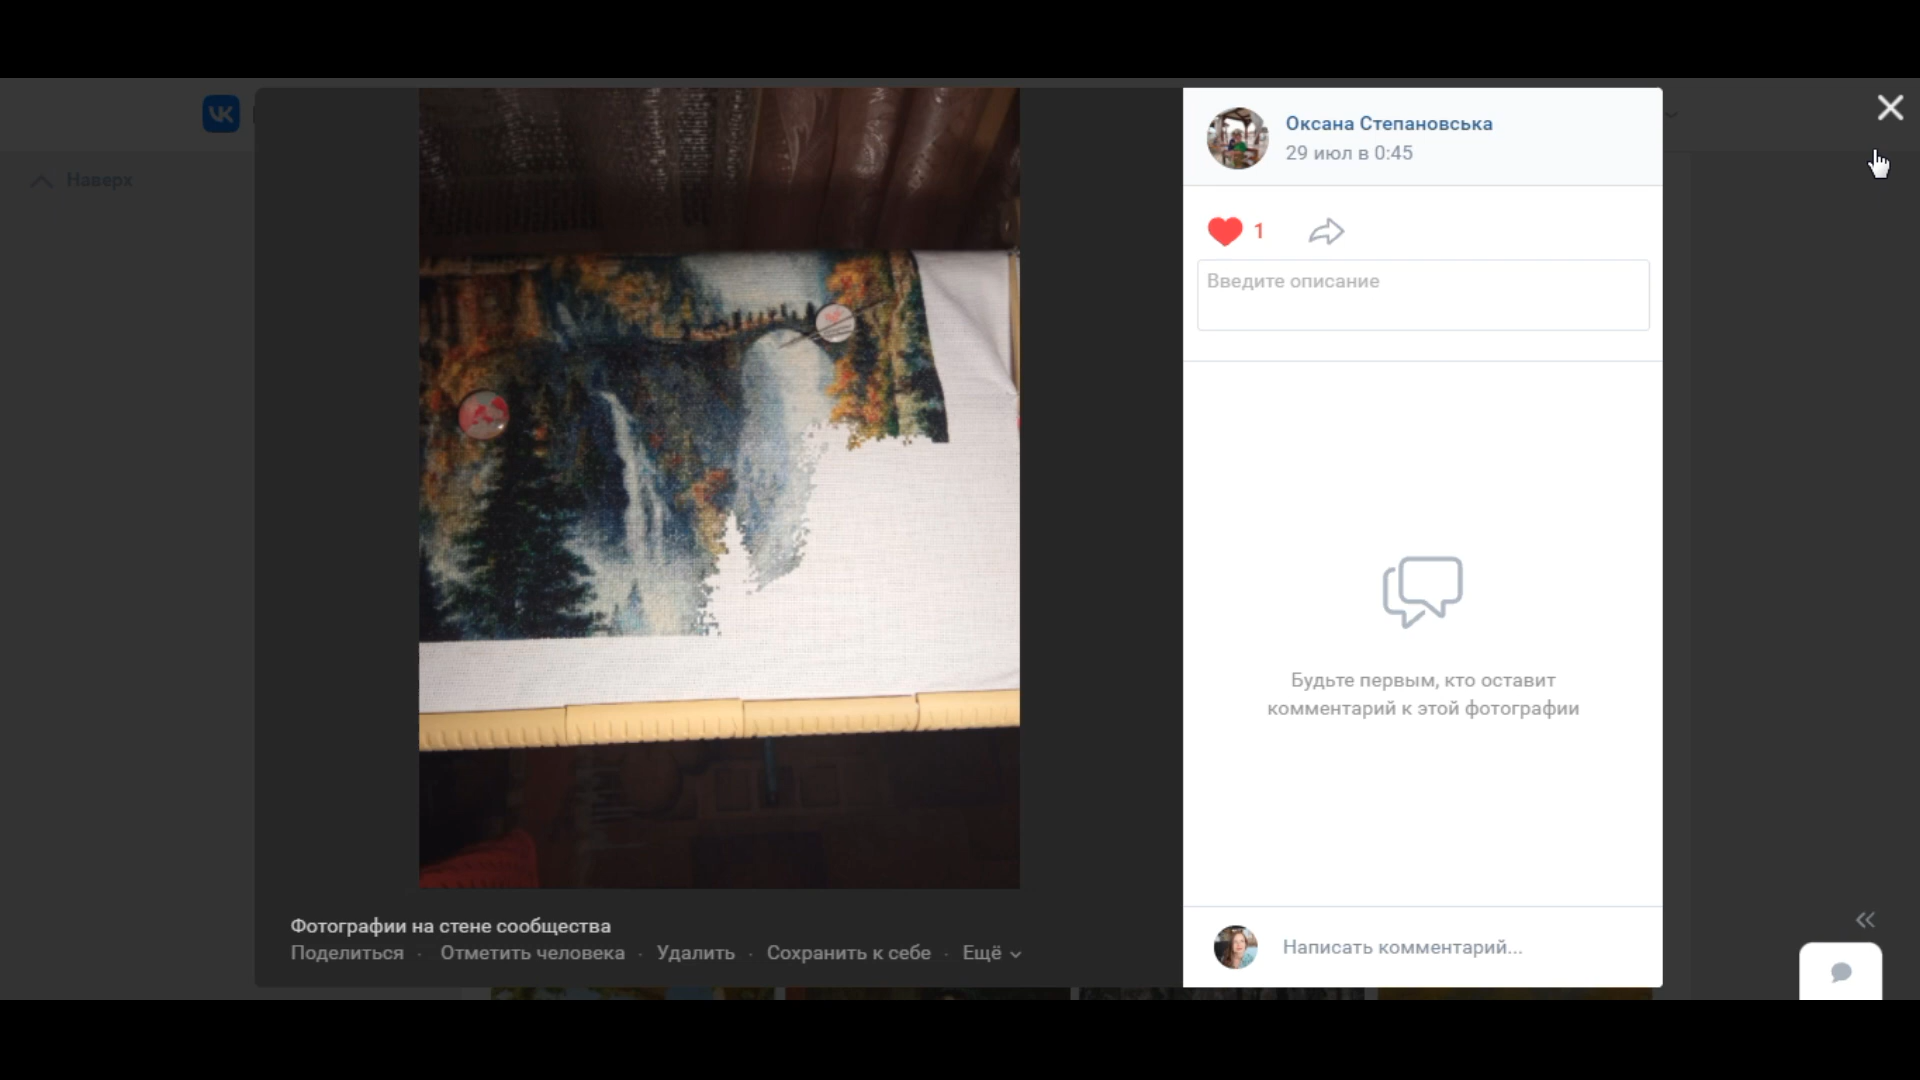 VK
Наверх
Оксана Степановська
29 июл в 0:45
1
Введите описание
Будьте первым, кто оставит
комментарий к этой фотографии
Фотографии на стене сообщества
Поделиться · Отметить человека · Удалить · Сохранить к себе · Ещё
Написать комментарий...